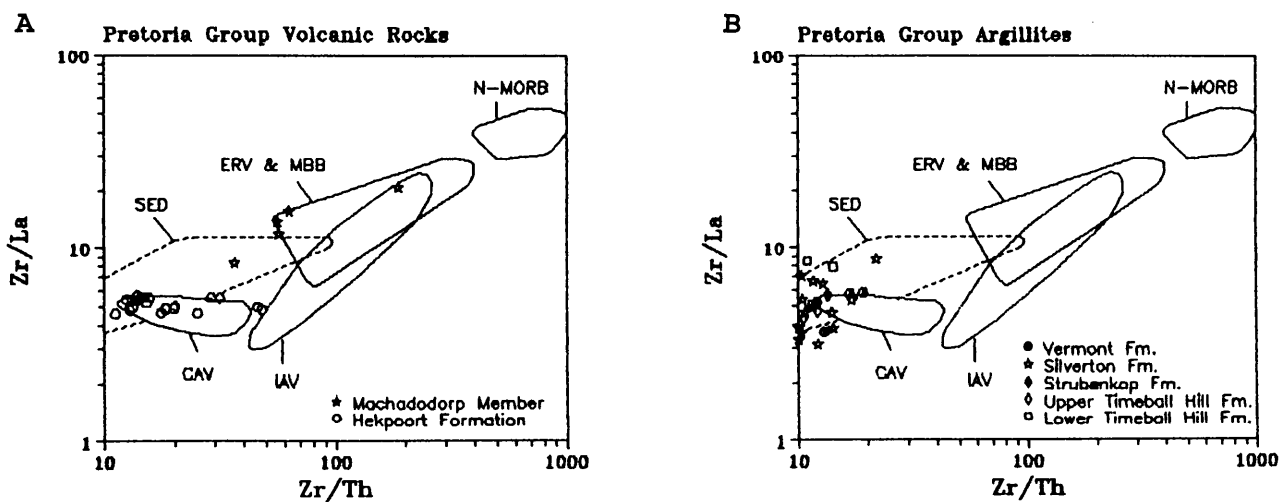 A
Pretoria Group Volcanic Rocks
100
10
1
Zr/La
N-MORB
ERV & MBB
SED
CAV
IAV
★ Machadodorp Member
○ Hekpoort Formation
10
100
1000
Zr/Th
B
Pretoria Group Argillites
100
10
1
Zr/La
N-MORB
ERV & MBB
SED
CAV
IAV
● Vermont Fm.
☆ Silverton Fm.
♦ Strubenkop Fm.
◊ Upper Timeball Hill Fm.
□ Lower Timeball Hill Fm.
10
100
1000
Zr/Th